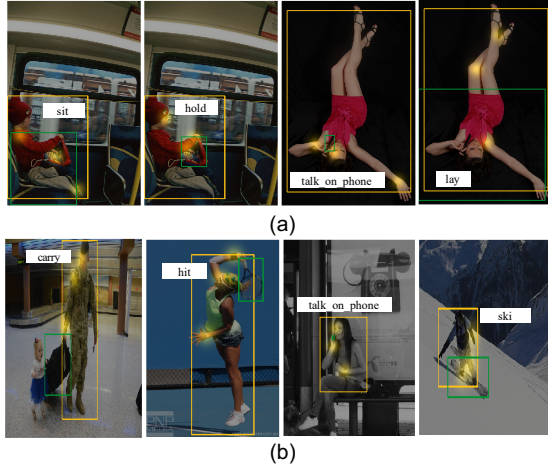 sit
hold
talk_on_phone
lay
(a)
carry
hit
talk_on_phone
ski
(b)